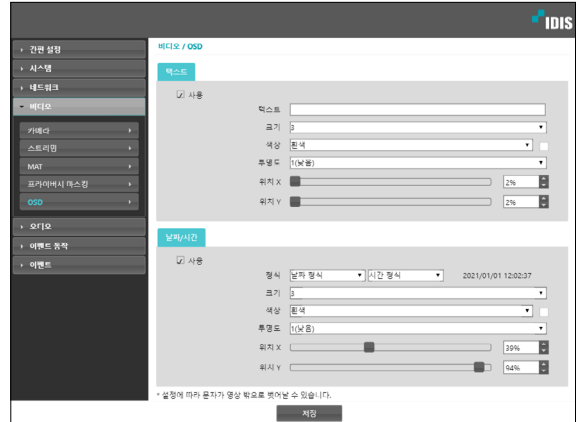 IDIS
간편 설정
시스템
네트워크
비디오
카메라
스트리밍
MAT
프라이버시 마스킹
OSD
오디오
이벤트 동작
이벤트
비디오 / OSD
텍스트
사용
텍스트
크기 3
색상 흰색
투명도 1(낮음)
위치 X 2%
위치 Y 2%
날짜/시간
사용
형식 날짜 형식 시간 형식 2021/01/01 12:02:37
크기 3
색상 흰색
투명도 1(낮음)
위치 X 39%
위치 Y 94%
* 설정에 따라 문자가 영상 밖으로 벗어날 수 있습니다.
저장